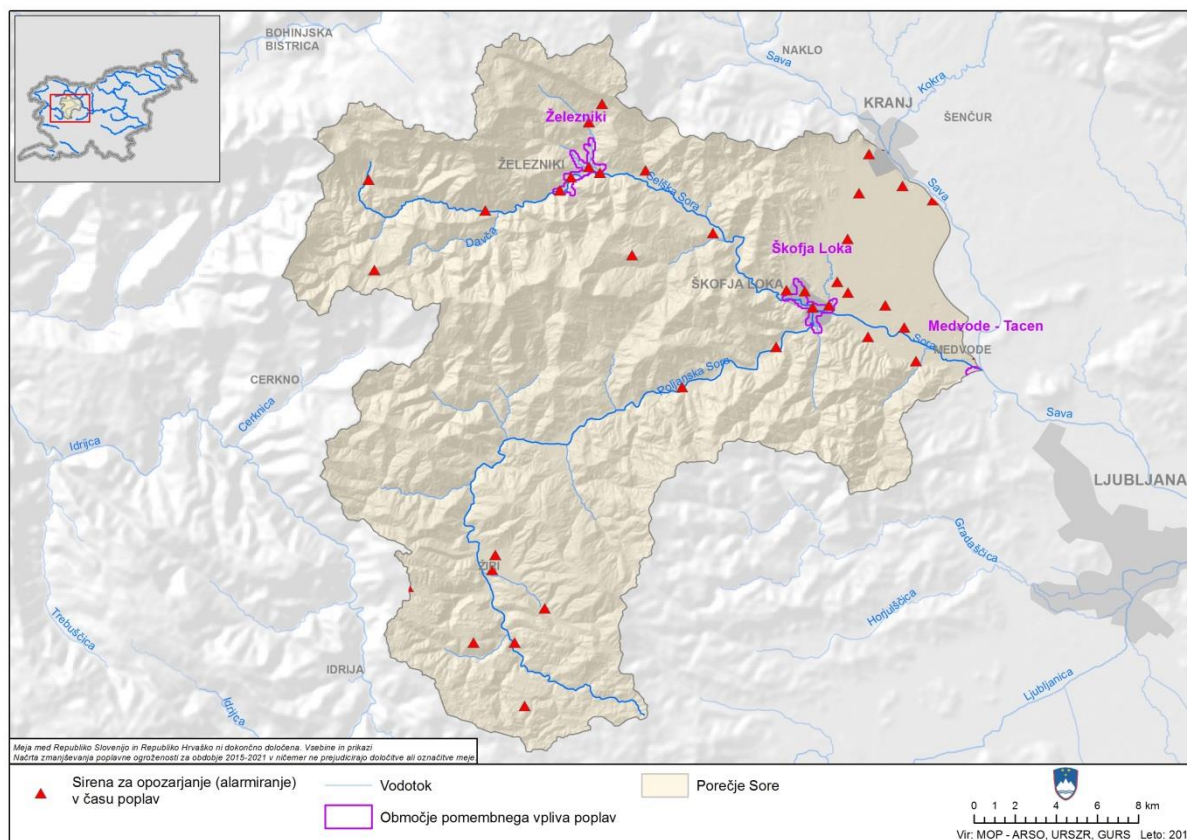 BOHINJSKA
BISTRICA
NAKLO
Sava
Kokra
KRANJ
ŠENČUR
Železniki
ŽELEZNIKI
Selška Sora
Sava
Davča
Škofja Loka
ŠKOFJA LOKA
Medvode - Tacen
Sora
MEDVODE
Poljanska Sora
CERKNO
Cerknica
Sava
Idrijca
LJUBLJANA
Gradaščica
ŽIRI
Horjulščica
Trebuščica
IDRIJA
Idrijca
Ljubljanica
Meja med Republiko Slovenijo in Republiko Hrvaško ni dokončno določena. Vsebine in prikazi
Načrta zmanjševanja poplavne ogroženosti za obdobje 2015-2021 v ničemer ne prejudicirajo določitve ali označitve meje.
Sirena za opozarjanje (alarmiranje)
v času poplav
Vodotok
Območje pomembnega vpliva poplav
Porečje Sore
0 1 2 4 6 8 km
Vir: MOP - ARSO, URSZR, GURS Leto: 201